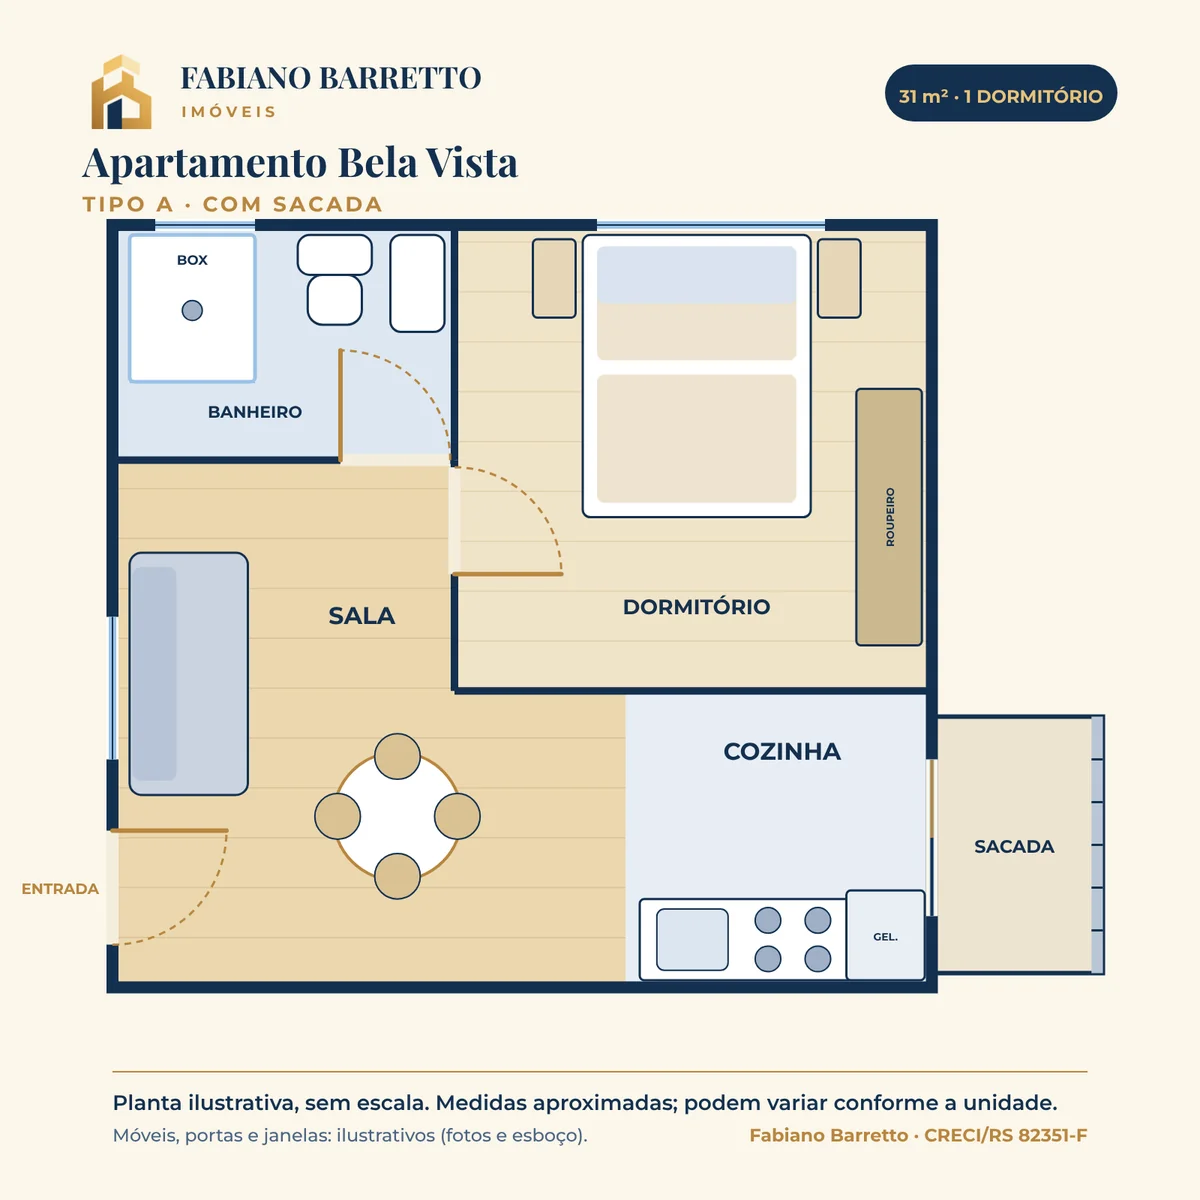 FABIANO BARRETTO
IMÓVEIS
31 m² · 1 DORMITÓRIO
Apartamento Bela Vista
TIPO A · COM SACADA
BOX
BANHEIRO
ROUPEIRO
DORMITÓRIO
SALA
COZINHA
SACADA
ENTRADA
GEL.
Planta ilustrativa, sem escala. Medidas aproximadas; podem variar conforme a unidade.
Móveis, portas e janelas: ilustrativos (fotos e esboço).
Fabiano Barretto · CRECI/RS 82351-F